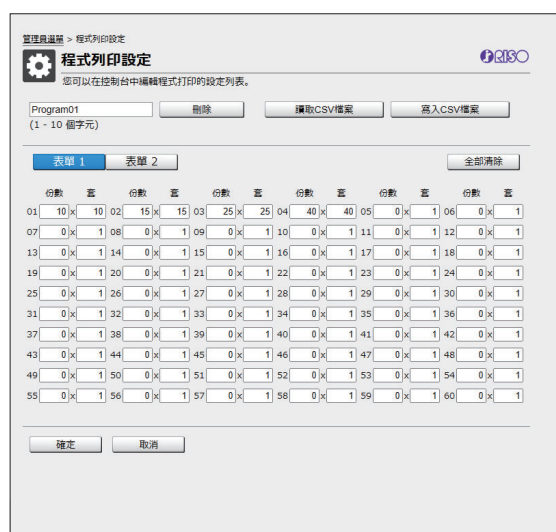 管理員選單 > 程式列印設定
程式列印設定
RISO
您可以在控制台中編輯程式打印的設定列表。
Program01 刪除 讀取CSV檔案 寫入CSV檔案
(1 - 10 個字元)
表單 1 表單 2 全部清除
份數 套 份數 套 份數 套 份數 套 份數 套 份數 套
01 10 x 10 02 15 x 15 03 25 x 25 04 40 x 40 05 0 x 1 06 0 x 1
07 0 x 1 08 0 x 1 09 0 x 1 10 0 x 1 11 0 x 1 12 0 x 1
13 0 x 1 14 0 x 1 15 0 x 1 16 0 x 1 17 0 x 1 18 0 x 1
19 0 x 1 20 0 x 1 21 0 x 1 22 0 x 1 23 0 x 1 24 0 x 1
25 0 x 1 26 0 x 1 27 0 x 1 28 0 x 1 29 0 x 1 30 0 x 1
31 0 x 1 32 0 x 1 33 0 x 1 34 0 x 1 35 0 x 1 36 0 x 1
37 0 x 1 38 0 x 1 39 0 x 1 40 0 x 1 41 0 x 1 42 0 x 1
43 0 x 1 44 0 x 1 45 0 x 1 46 0 x 1 47 0 x 1 48 0 x 1
49 0 x 1 50 0 x 1 51 0 x 1 52 0 x 1 53 0 x 1 54 0 x 1
55 0 x 1 56 0 x 1 57 0 x 1 58 0 x 1 59 0 x 1 60 0 x 1
確定 取消